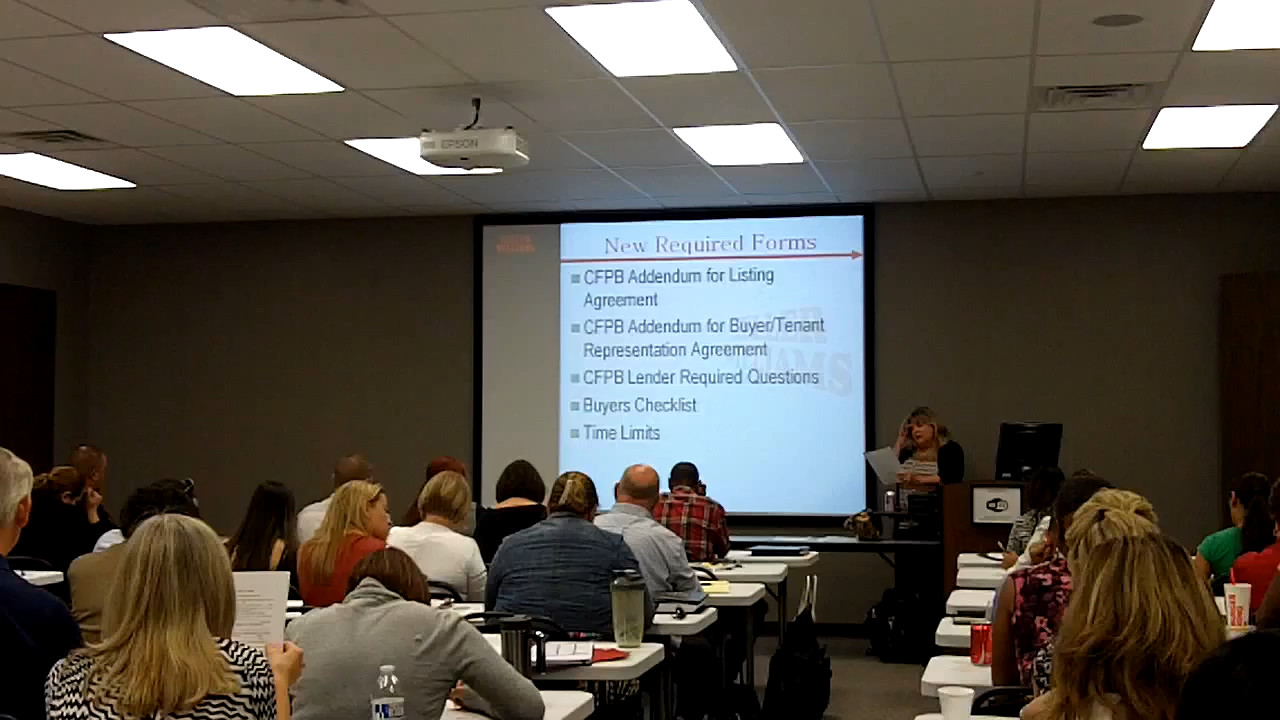 EPSON
New Required Forms
CFPB Addendum for Listing
Agreement
CFPB Addendum for Buyer/Tenant
Representation Agreement
CFPB Lender Required Questions
Buyers Checklist
Time Limits